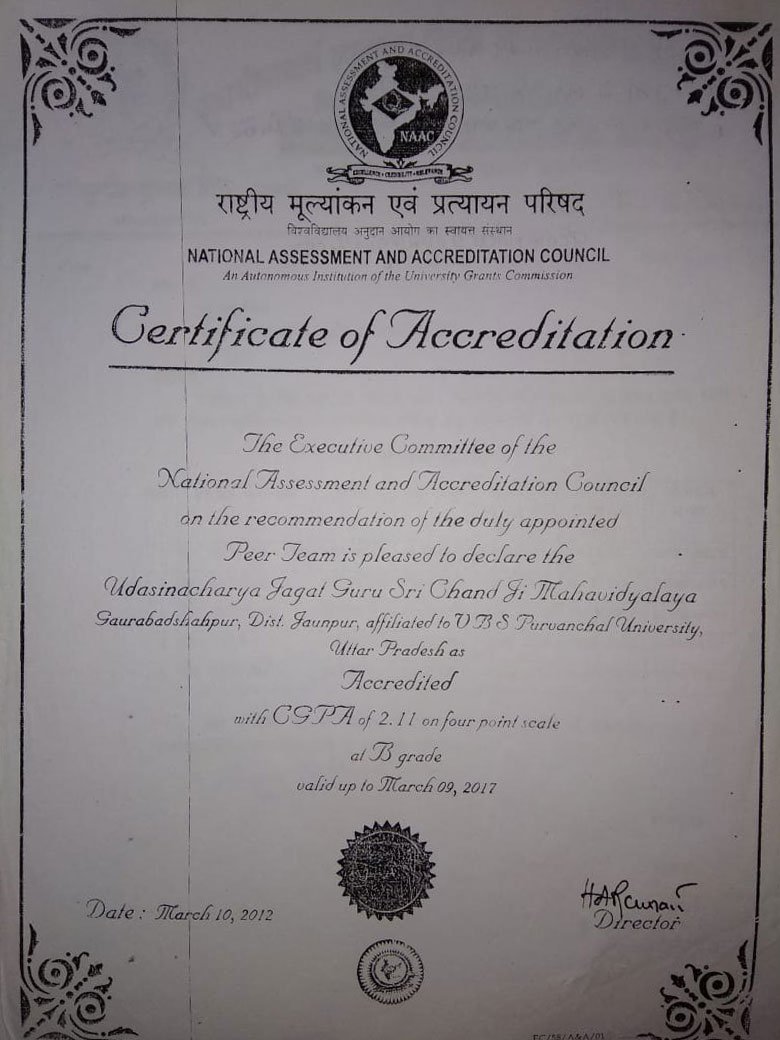 NATIONAL ASSESSMENT AND ACCREDITATION COUNCIL
NAAC
EXCELLENCE • CREDIBILITY • RELEVANCE
राष्ट्रीय मूल्यांकन एवं प्रत्यायन परिषद
विश्वविद्यालय अनुदान आयोग का स्वायत्त संस्थान
NATIONAL ASSESSMENT AND ACCREDITATION COUNCIL
An Autonomous Institution of the University Grants Commission
Certificate of Accreditation
The Executive Committee of the
National Assessment and Accreditation Council
on the recommendation of the duly appointed
Peer Team is pleased to declare the
Udasinacharya Jagat Guru Sri Chand Ji Mahavidyalaya
Gaurabadshahpur, Dist. Jaunpur, affiliated to V B S Purvanchal University,
Uttar Pradesh as
Accredited
with CGPA of 2.11 on four point scale
at B grade
valid up to March 09, 2017
Date : March 10, 2012
Director